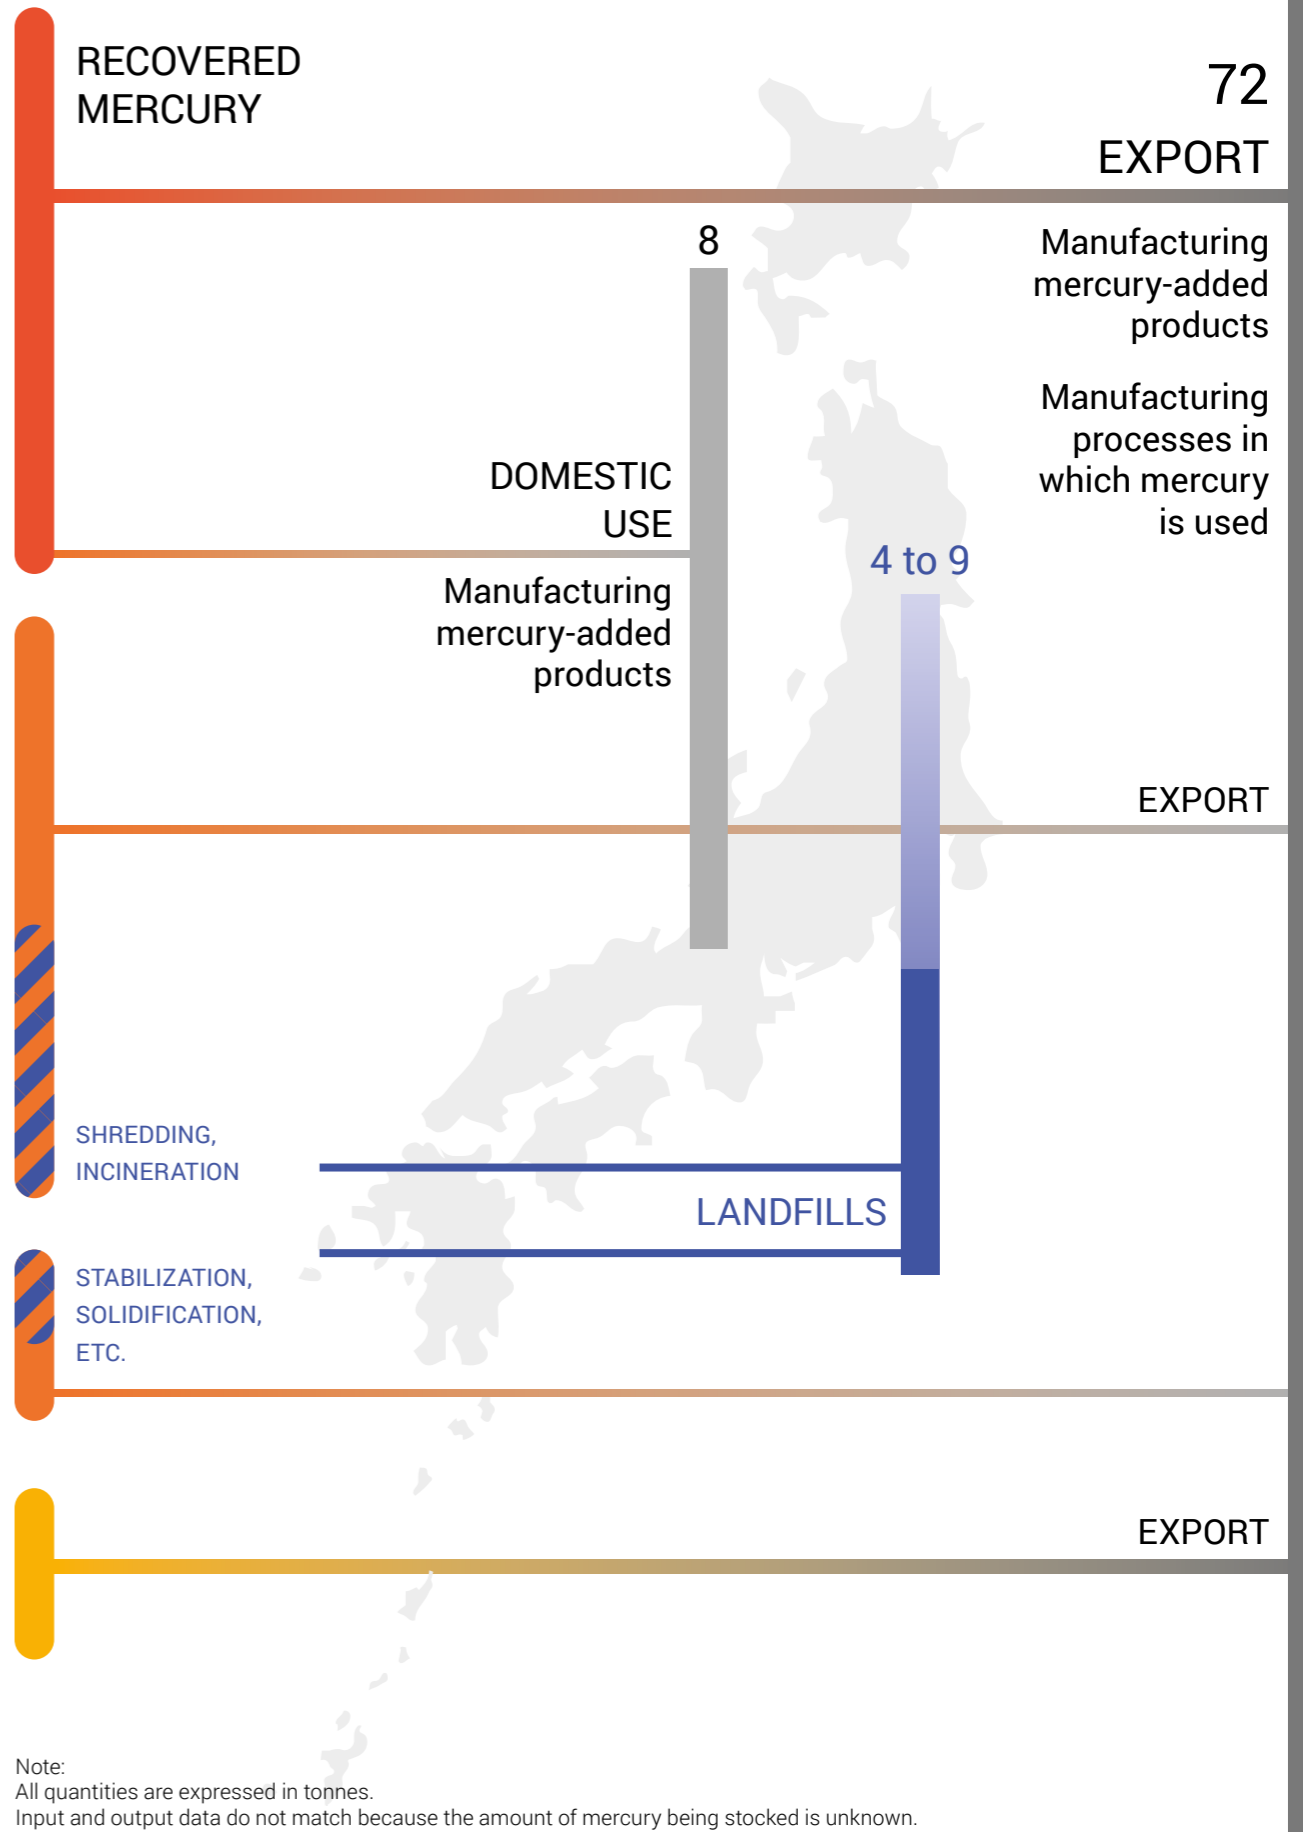 RECOVERED
MERCURY
72
EXPORT
8
Manufacturing
mercury-added
products
Manufacturing
processes in
which mercury
is used
DOMESTIC
USE
4 to 9
Manufacturing
mercury-added
products
EXPORT
SHREDDING,
INCINERATION
LANDFILLS
STABILIZATION,
SOLIDIFICATION,
ETC.
EXPORT
Note:
All quantities are expressed in tonnes.
Input and output data do not match because the amount of mercury being stocked is unknown.